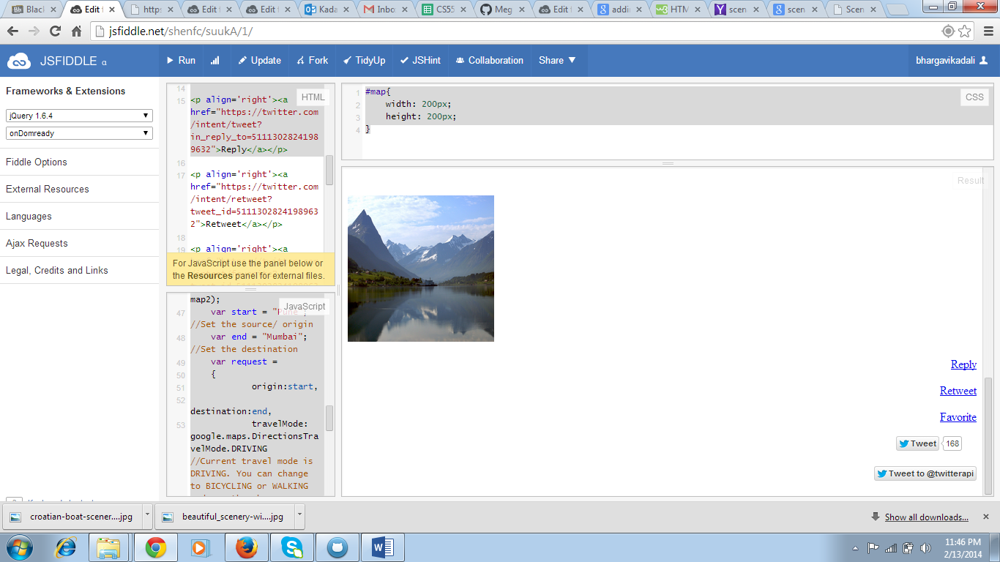 Black
Edit f
https
Edit f
Edit f
Kada
Inbo
CS55
Meg
Edit f
addi
HTM
scen
scen
Scen
jsfiddle.net/shenfc/suukA/1/
JSFIDDLE α
Run
Update
Fork
TidyUp
JSHint
Collaboration
Share
bhargavikadali
Frameworks & Extensions
jQuery 1.6.4
onDomready
Fiddle Options
External Resources
Languages
Ajax Requests
Legal, Credits and Links
HTML
14
15 <p align='right'><a
href="https://twitter.com
/intent/tweet?
in_reply_to=5111302824198
9632">Reply</a></p>
16
17 <p align='right'><a
href="https://twitter.com
/intent/retweet?
tweet_id=5111302824198963
2">Retweet</a></p>
18
19 <p align='right'><a
For JavaScript use the panel below or
the Resources panel for external files.
JavaScript
map2);
47 var start = "Pune";
//Set the source/ origin
48 var end = "Mumbai";
//Set the destination
49 var request =
50 {
51 origin:start,
52
destination:end,
53 travelMode:
google.maps.DirectionsTra
velMode.DRIVING
//Current travel mode is
DRIVING. You can change
to BICYCLING or WALKING
CSS
1 #map{
2 width: 200px;
3 height: 200px;
4 }
Result
Reply
Retweet
Favorite
Tweet 168
Tweet to @twitterapi
croatian-boat-scener....jpg
beautiful_scenery-wi....jpg
Show all downloads...
11:46 PM
2/13/2014